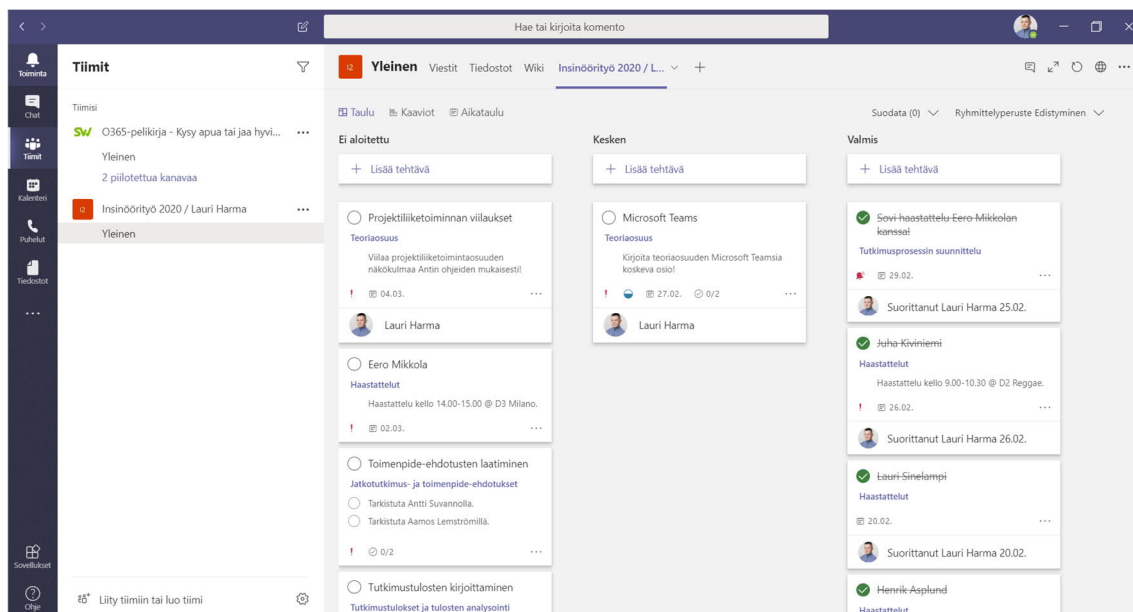 Hae tai kirjoita komento
Toiminta
Chat
Tiimit
Kalenteri
Puhelut
Tiedostot
Sovellukset
Ohje
Tiimit
Tiimisi
SW O365-pelikirja - Kysy apua tai jaa hyvi... ...
Yleinen
2 piilotettua kanavaa
I2 Insinöörityö 2020 / Lauri Harma ...
Yleinen
Liity tiimiin tai luo tiimi
I2 Yleinen Viestit Tiedostot Wiki Insinöörityö 2020 / L... +
Taulu Kaaviot Aikataulu
Suodata (0) Ryhmittelyperuste Edistyminen
Ei aloitettu
+ Lisää tehtävä
Projektiliiketoiminnan viilaukset
Teoriaosuus
Viilaa projektiliiketoimintaosuuden
näkökulmaa Antin ohjeiden mukaisesti!
! 04.03. ...
Lauri Harma
Eero Mikkola
Haastattelut
Haastattelu kello 14.00-15.00 @ D3 Milano.
! 02.03. ...
Toimenpide-ehdotusten laatiminen
Jatkotutkimus- ja toimenpide-ehdotukset
Tarkistuta Antti Suvannolla.
Tarkistuta Aamos Lemströmillä.
! 0/2 ...
Tutkimustulosten kirjoittaminen
Tutkimustulokset ja tulosten analysointi
Kesken
+ Lisää tehtävä
Microsoft Teams
Teoriaosuus
Kirjoita teoriaosuuden Microsoft Teamsia
koskeva osio!
! 27.02. 0/2 ...
Lauri Harma
Valmis
+ Lisää tehtävä
Sovi haastattelu Eero Mikkolan
kanssa!
Tutkimusprosessin suunnittelu
29.02. ...
Suorittanut Lauri Harma 25.02.
Juha Kiviniemi
Haastattelut
Haastattelu kello 9.00-10.30 @ D2 Reggae.
! 26.02. ...
Suorittanut Lauri Harma 26.02.
Lauri Sinelampi
Haastattelut
20.02. ...
Suorittanut Lauri Harma 20.02.
Henrik Asplund
Haastattelut